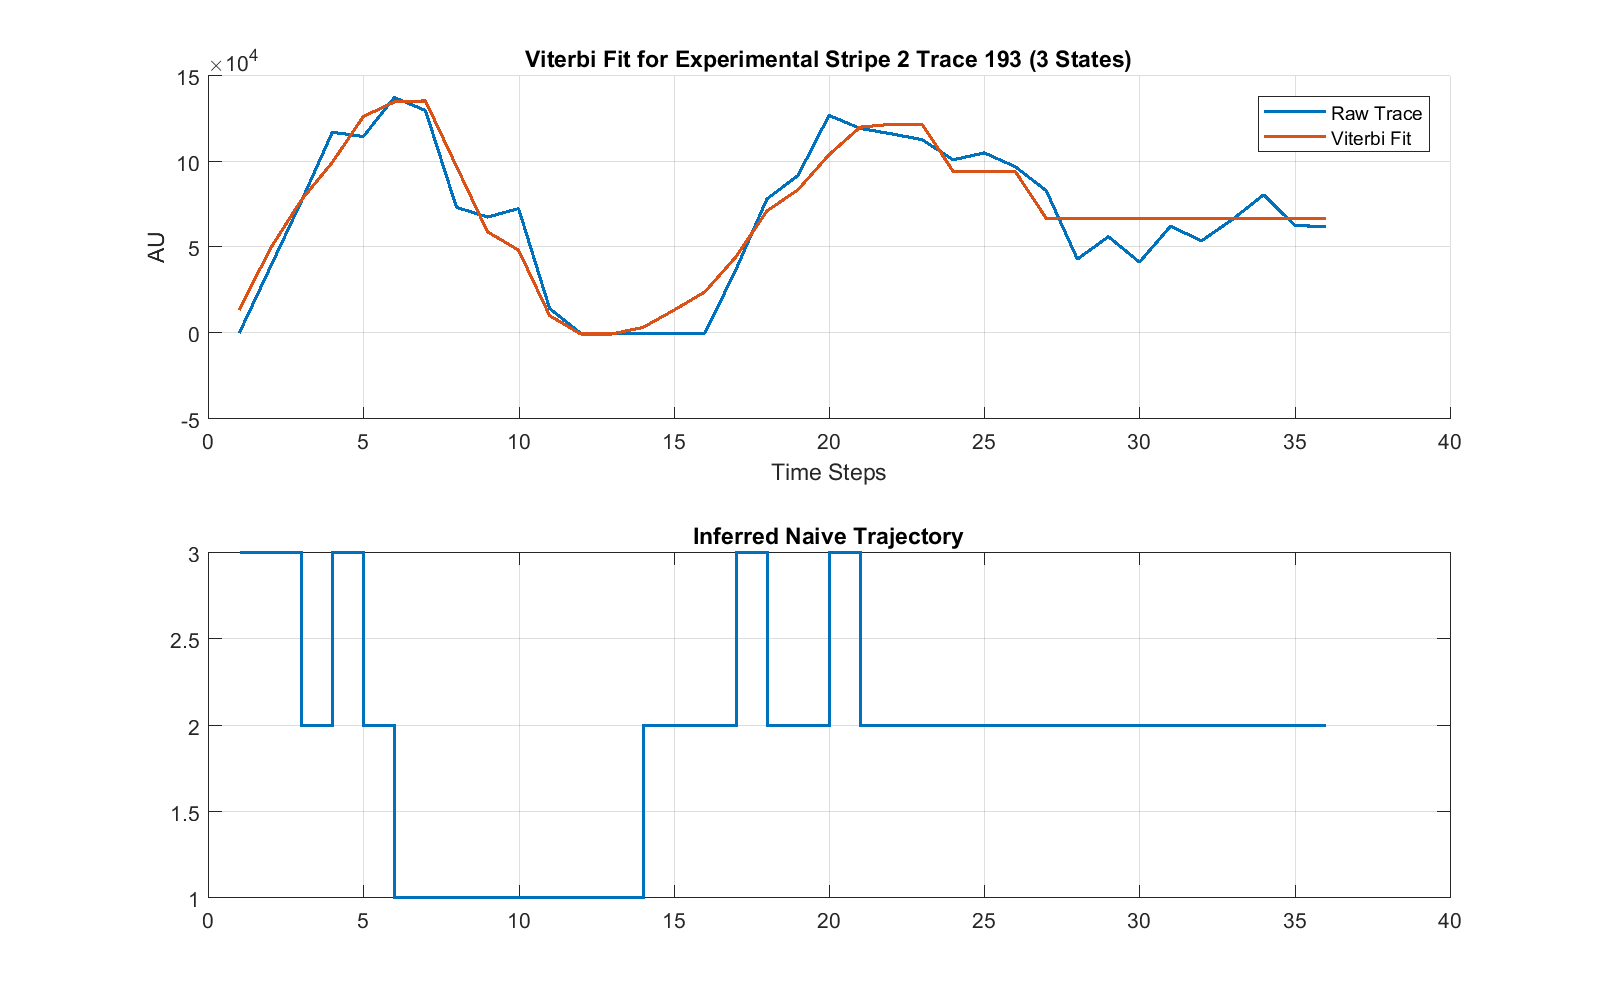 Viterbi Fit for Experimental Stripe 2 Trace 193 (3 States)
×10⁴
15
10
5
0
-5
AU
Raw Trace
Viterbi Fit
0 5 10 15 20 25 30 35 40
Time Steps
Inferred Naive Trajectory
3
2.5
2
1.5
1
0 5 10 15 20 25 30 35 40